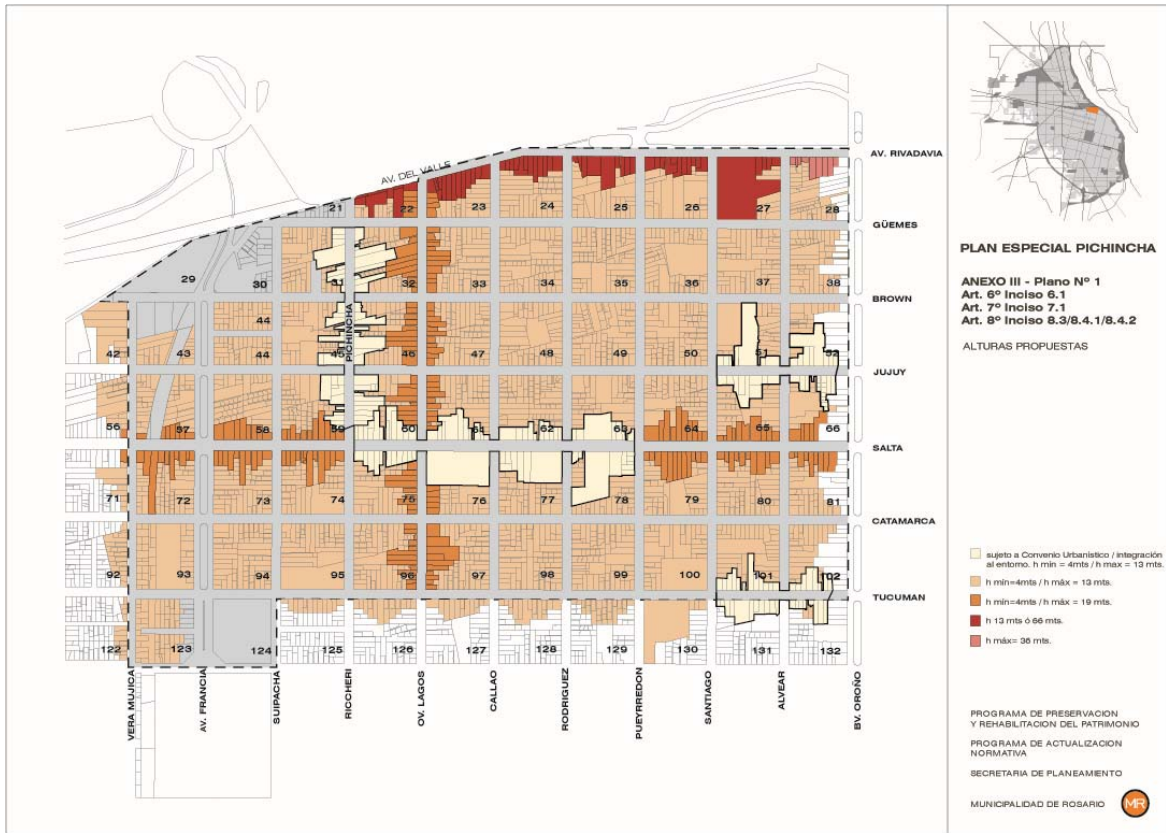 AV. RIVADAVIA
AV. DEL VALLE
21
22
23
24
25
26
27
28
GÜEMES
29
30
31
32
33
34
35
36
37
38
BROWN
PICHINCHA
44
42
43
44
45
46
47
48
49
50
51
52
JUJUY
56
57
58
59
60
61
62
63
64
65
66
SALTA
71
72
73
74
75
76
77
78
79
80
81
CATAMARCA
92
93
94
95
96
97
98
99
100
101
102
TUCUMAN
122
123
124
125
126
127
128
129
130
131
132
VERA MUJICA
AV. FRANCIA
SUIPACHA
RICCHERI
OV. LAGOS
CALLAO
RODRIGUEZ
PUEYRREDON
SANTIAGO
ALVEAR
BV. OROÑO
PLAN ESPECIAL PICHINCHA
ANEXO III - Plano Nº 1
Art. 6º Inciso 6.1
Art. 7º Inciso 7.1
Art. 8º Inciso 8.3/8.4.1/8.4.2
ALTURAS PROPUESTAS
sujeto a Convenio Urbanístico / integración
al entorno. h mín = 4mts / h max = 13 mts.
h mín=4mts / h máx = 13 mts.
h mín=4mts / h máx = 19 mts.
h 13 mts ó 66 mts.
h máx= 36 mts.
PROGRAMA DE PRESERVACION
Y REHABILITACION DEL PATRIMONIO
PROGRAMA DE ACTUALIZACION
NORMATIVA
SECRETARIA DE PLANEAMIENTO
MUNICIPALIDAD DE ROSARIO
MR